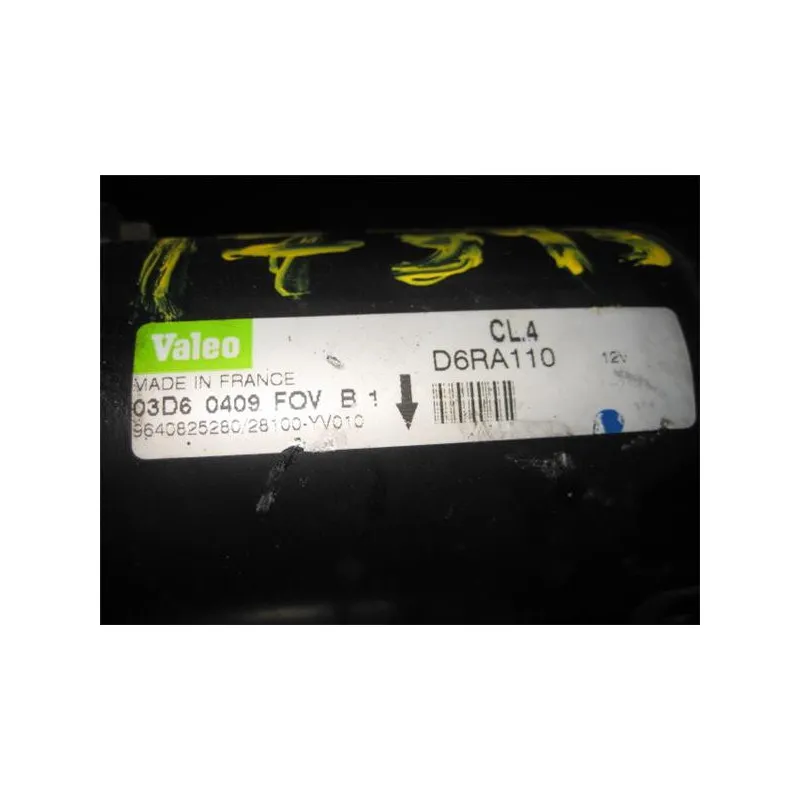 Valeo
CL.4
D6RA110 12V
MADE IN FRANCE
03D6 0409 FOV B 1
9640825280/28100-YV010